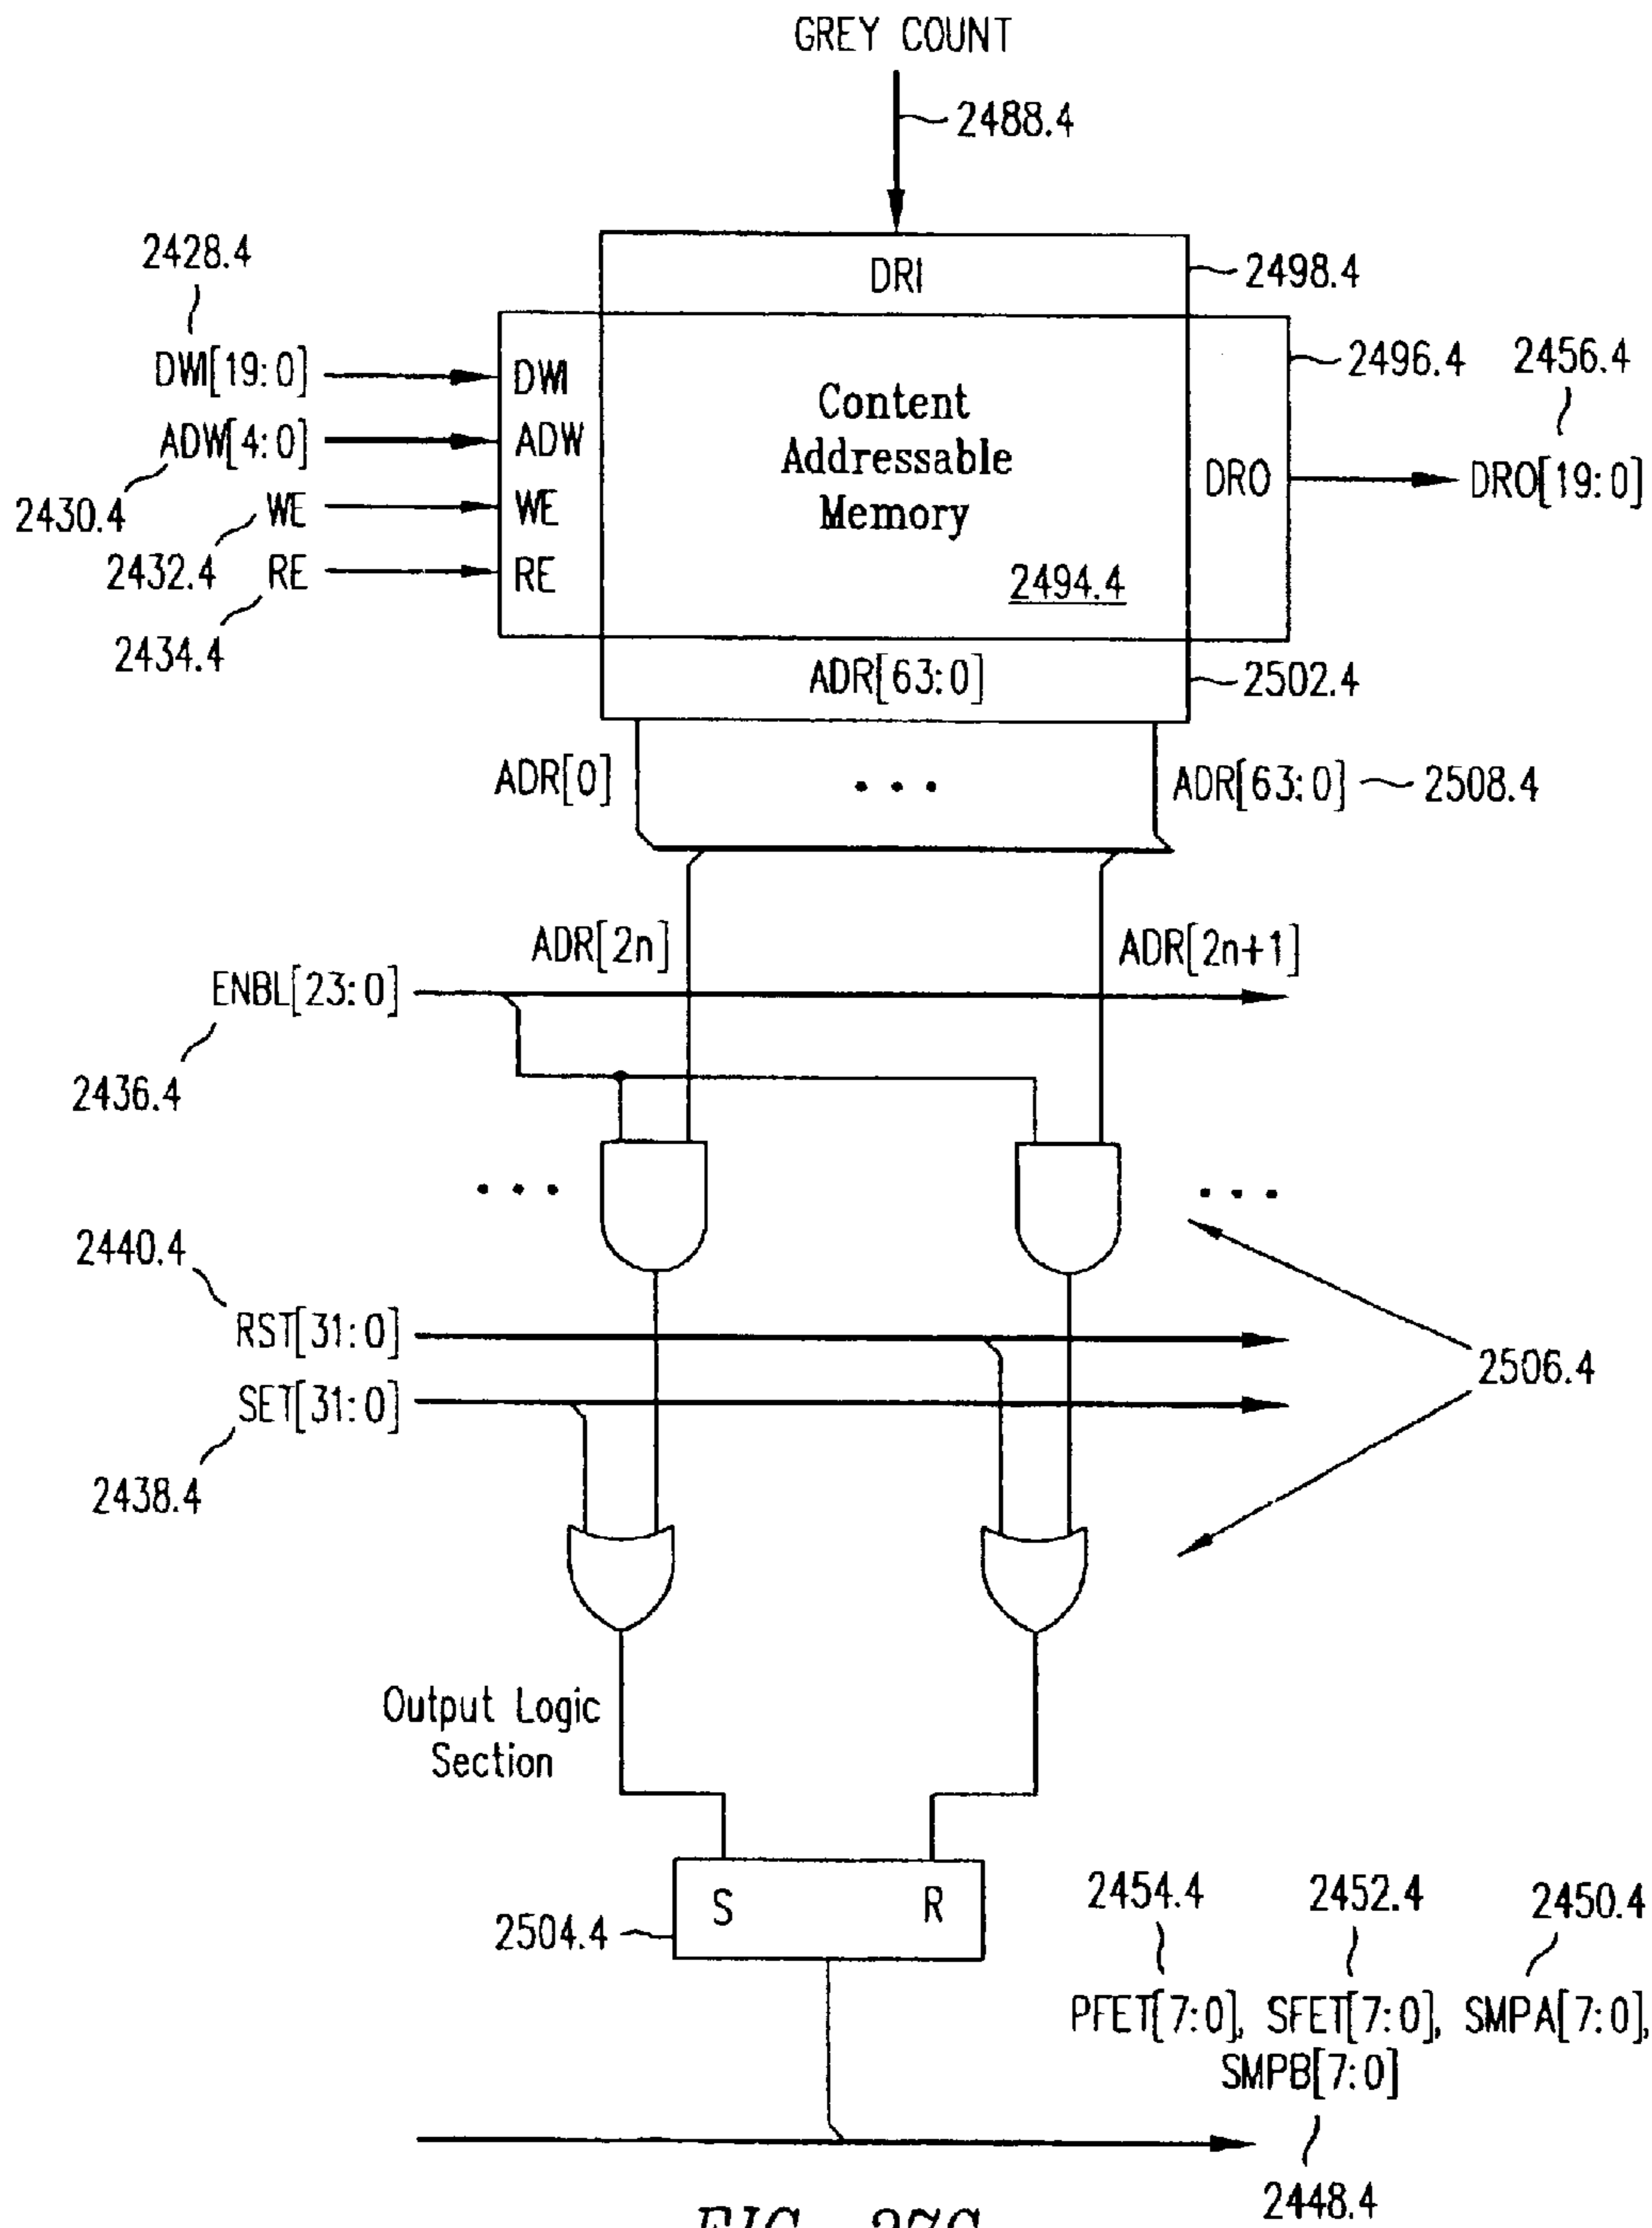 GREY COUNT
2488.4
2428.4
DRI
2498.4
DWI[19:0]
DWI
2496.4
2456.4
ADW[4:0]
ADW
Content
Addressable
Memory
DRO
DRO[19:0]
2430.4
WE
WE
2432.4
RE
RE
2494.4
2434.4
ADR[63:0]
2502.4
ADR[0]
...
ADR[63:0]
2508.4
ADR[2n]
ADR[2n+1]
ENBL[23:0]
2436.4
...
...
2440.4
RST[31:0]
2506.4
SET[31:0]
2438.4
Output Logic
Section
S
R
2504.4
2454.4
2452.4
2450.4
PFET[7:0], SFET[7:0], SMPA[7:0],
SMPB[7:0]
2448.4